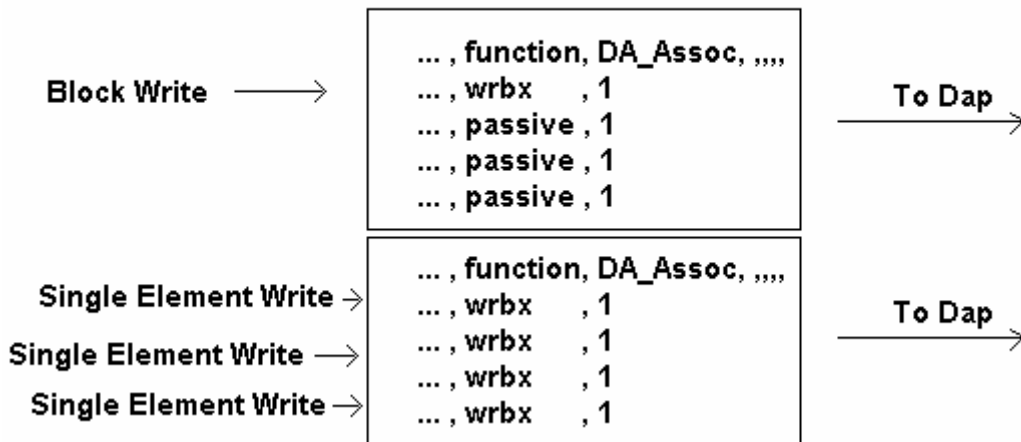 ... , function, DA_Assoc, ,,,,
Block Write
... , wrbx , 1
To Dap
... , passive , 1
... , passive , 1
... , passive , 1
... , function, DA_Assoc, ,,,,
Single Element Write
... , wrbx , 1
To Dap
... , wrbx , 1
Single Element Write
... , wrbx , 1
Single Element Write
... , wrbx , 1